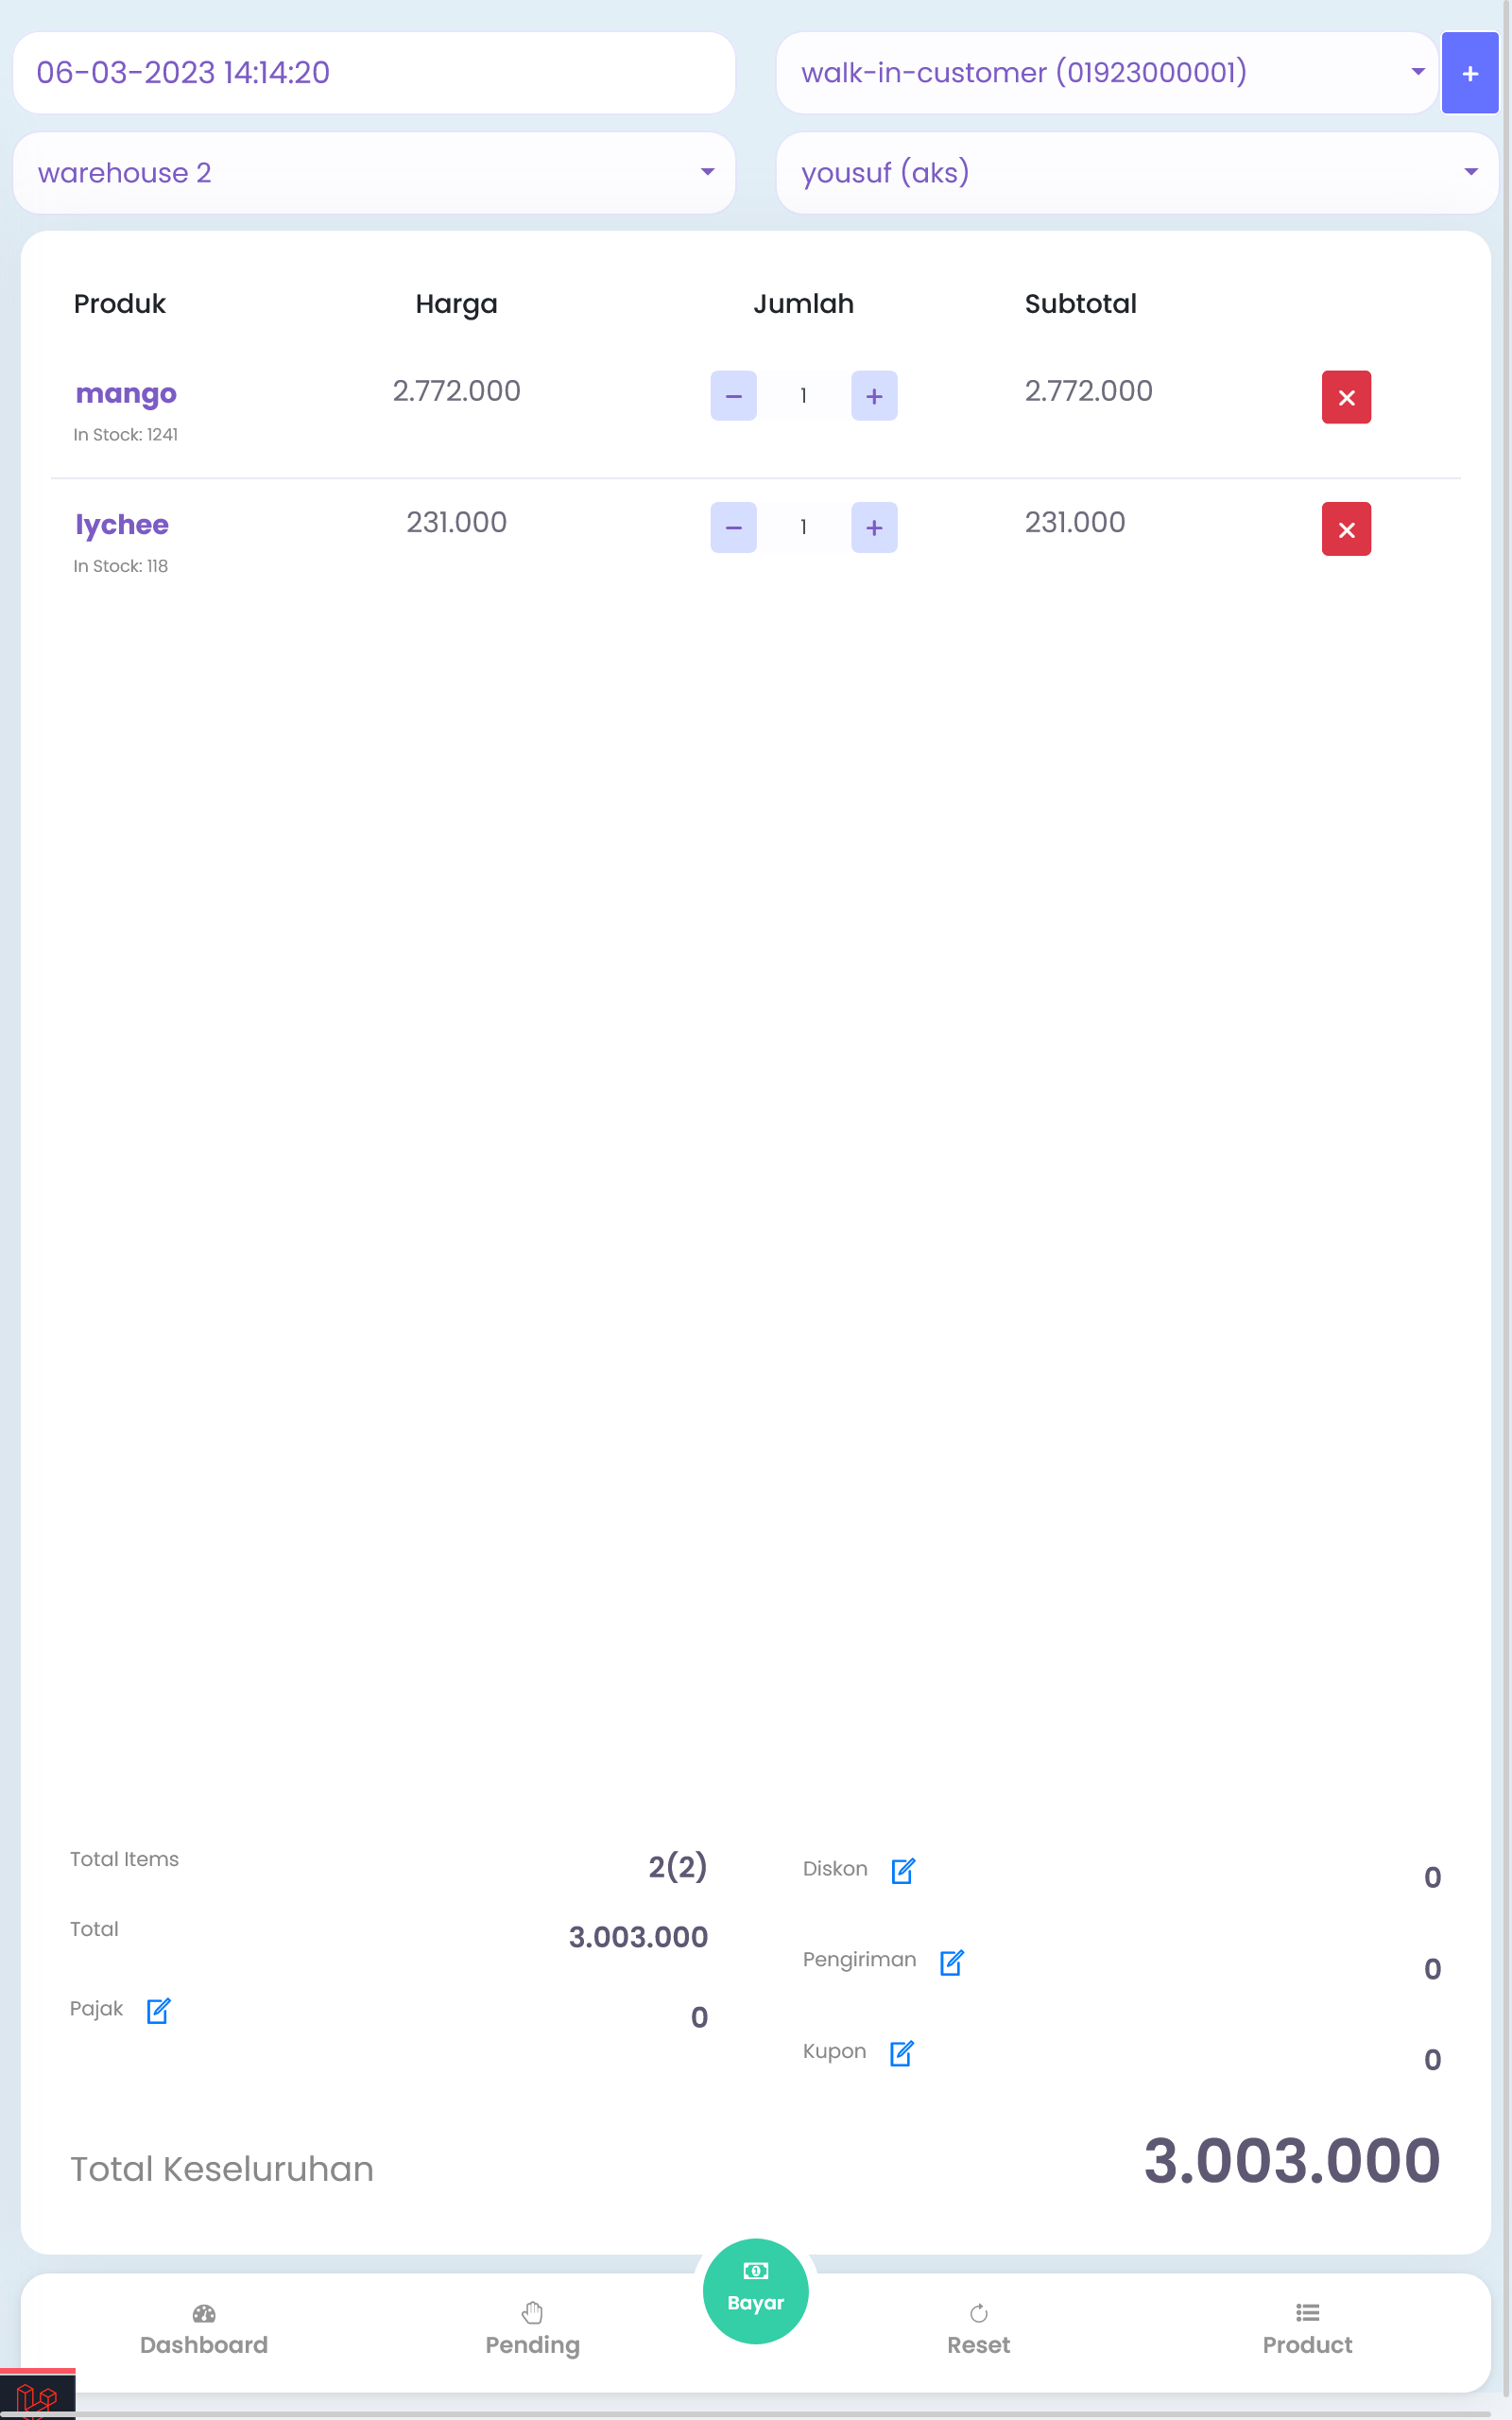 06-03-2023 14:14:20
walk-in-customer (01923000001)
+
warehouse 2
yousuf (aks)
Produk Harga Jumlah Subtotal
mango 2.772.000 − 1 + 2.772.000 ×
In Stock: 1241
lychee 231.000 − 1 + 231.000 ×
In Stock: 118
Total Items 2(2)
Total 3.003.000
Pajak 0
Diskon 0
Pengiriman 0
Kupon 0
Total Keseluruhan 3.003.000
Dashboard
Pending
Bayar
Reset
Product